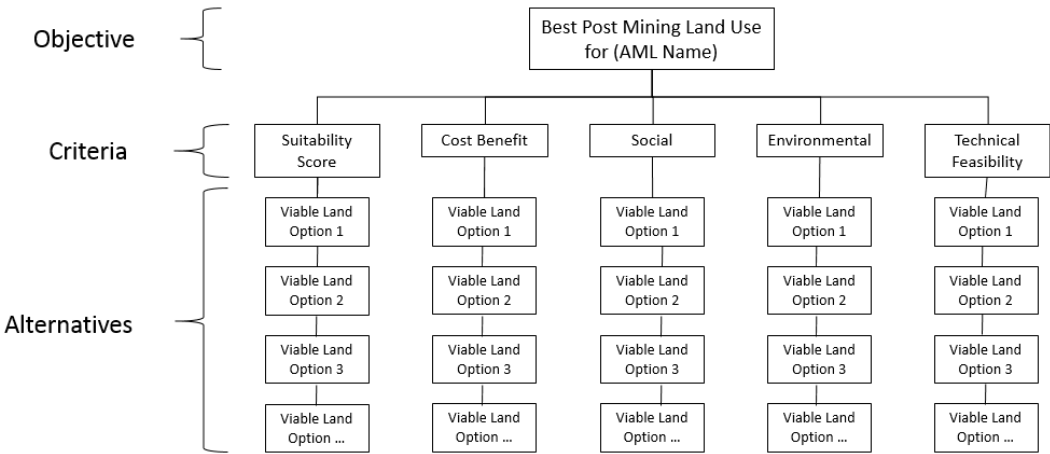 Objective
Best Post Mining Land Use
for (AML Name)
Criteria
Suitability
Score
Cost Benefit
Social
Environmental
Technical
Feasibility
Alternatives
Viable Land
Option 1
Viable Land
Option 1
Viable Land
Option 1
Viable Land
Option 1
Viable Land
Option 1
Viable Land
Option 2
Viable Land
Option 2
Viable Land
Option 2
Viable Land
Option 2
Viable Land
Option 2
Viable Land
Option 3
Viable Land
Option 3
Viable Land
Option 3
Viable Land
Option 3
Viable Land
Option 3
Viable Land
Option ...
Viable Land
Option ...
Viable Land
Option ...
Viable Land
Option ...
Viable Land
Option ...